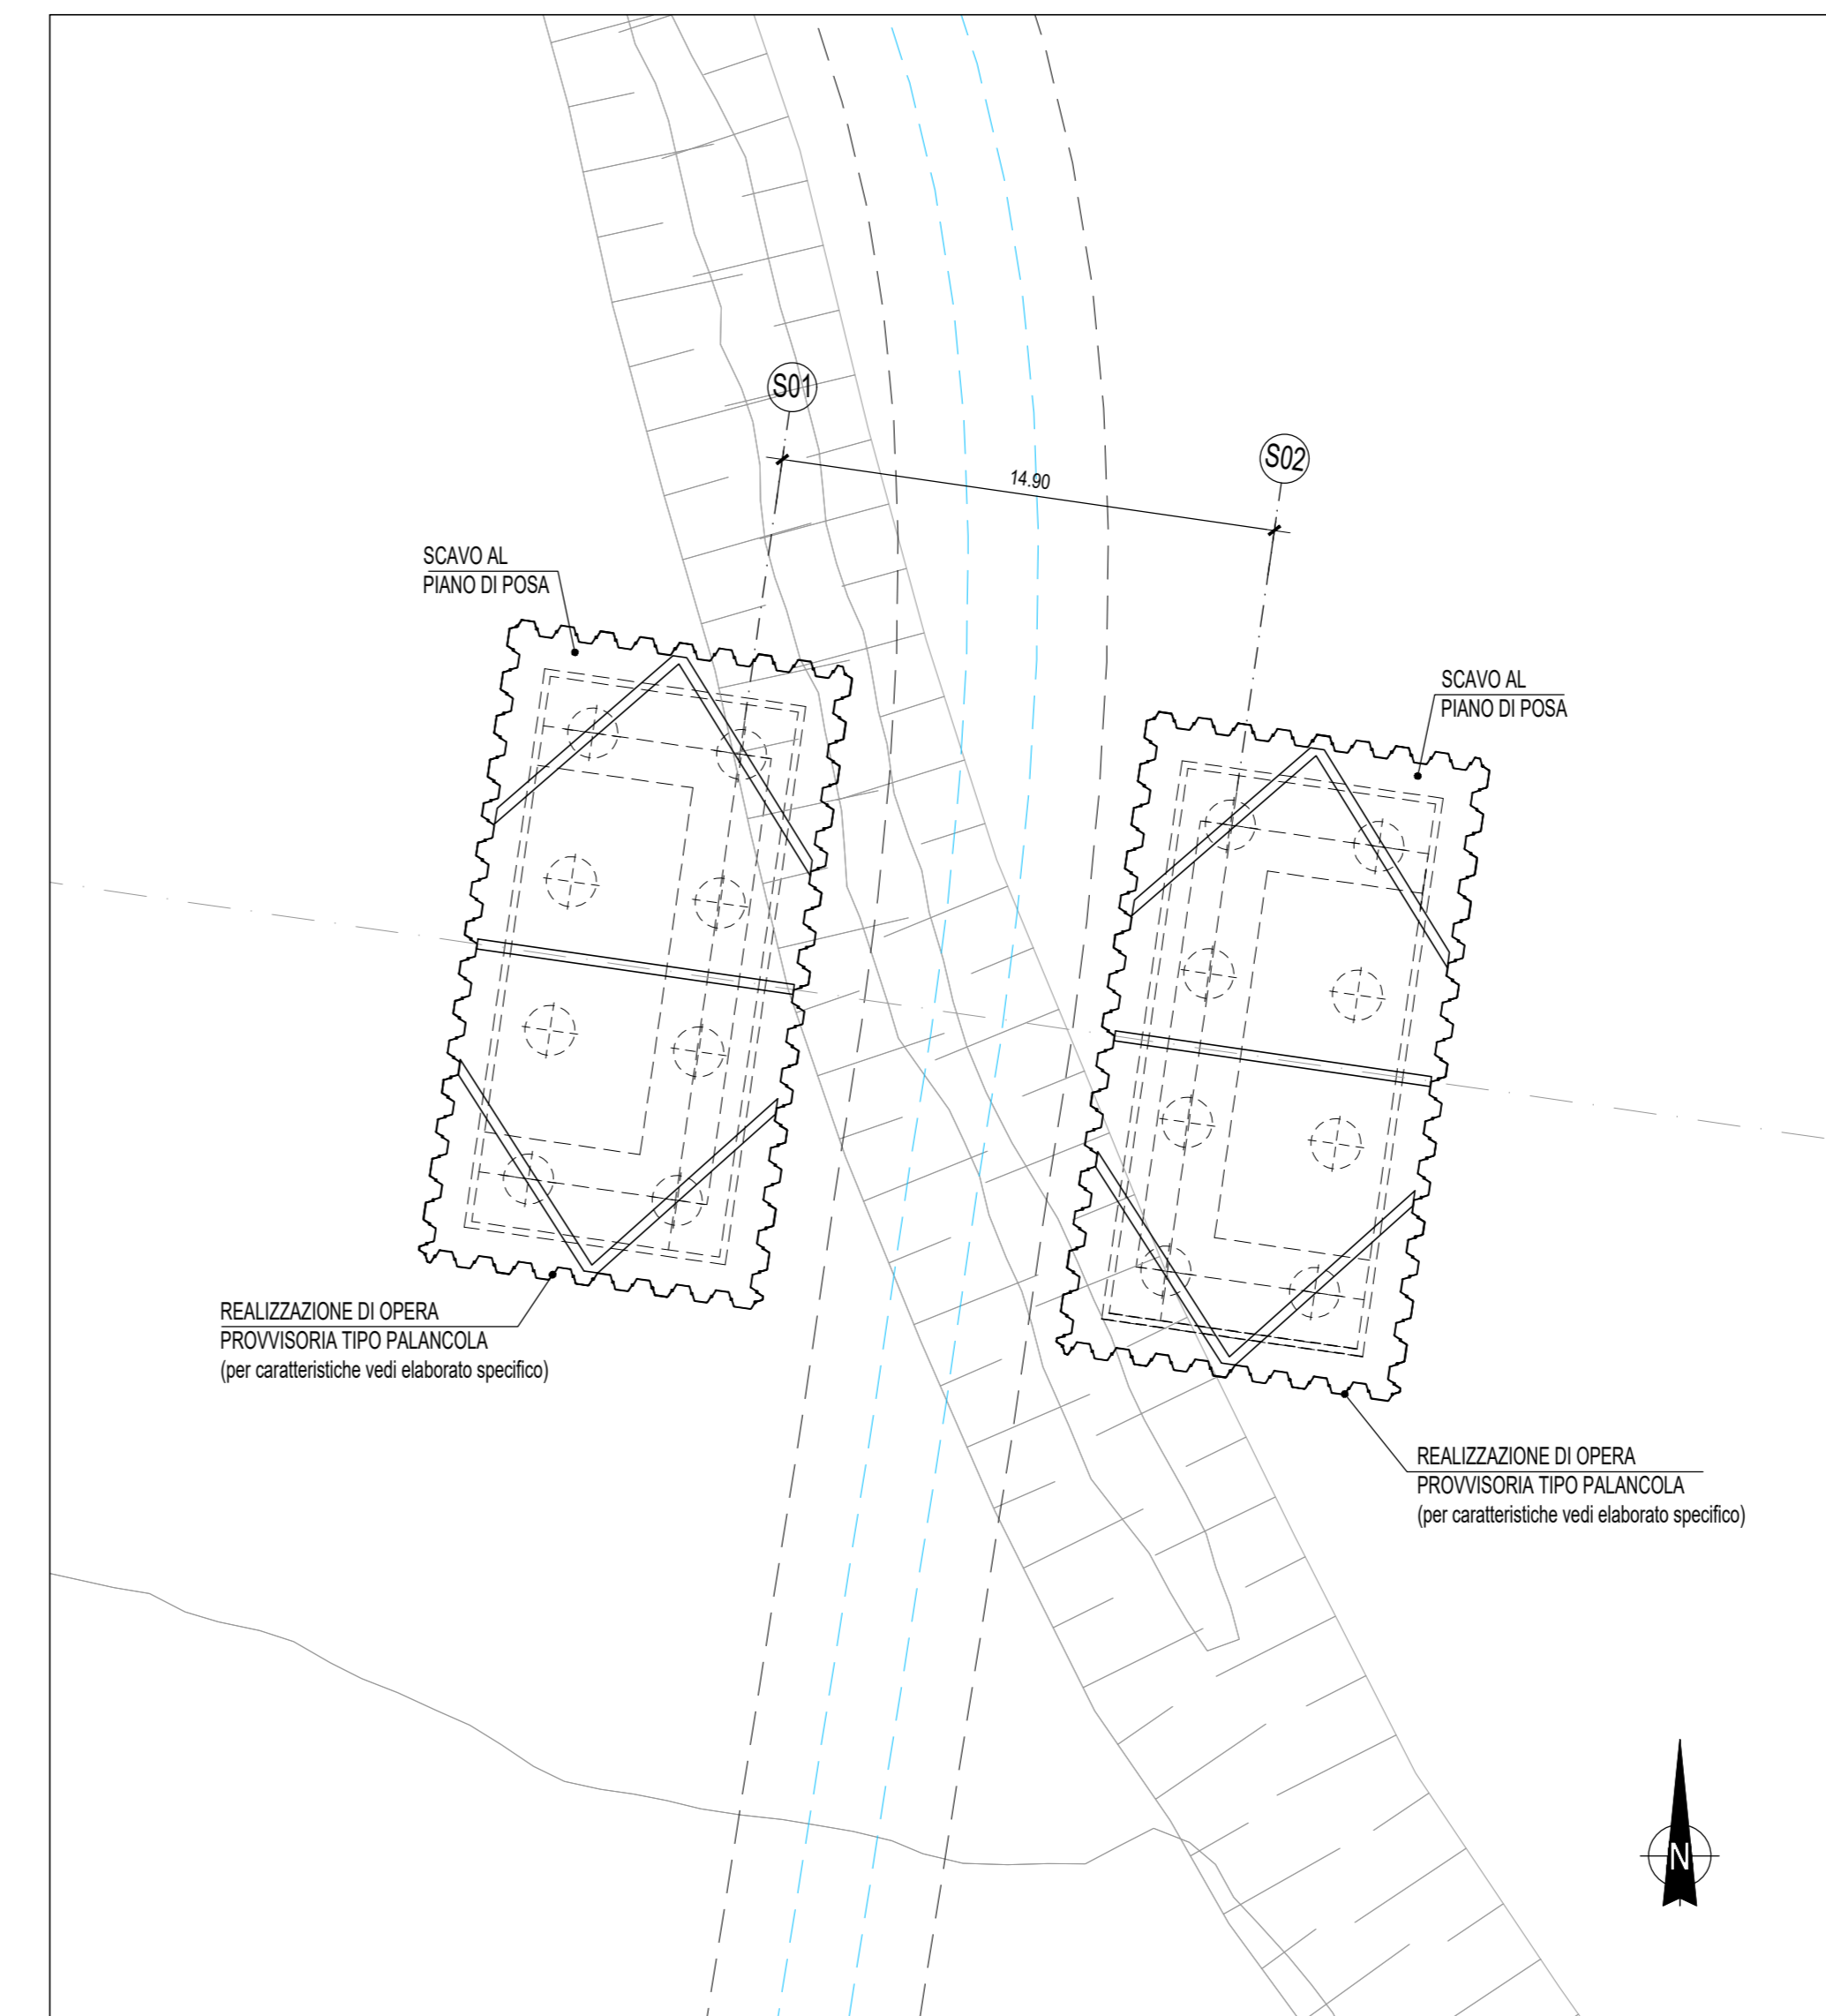 S01
S02
14.90
SCAVO AL
PIANO DI POSA
SCAVO AL
PIANO DI POSA
REALIZZAZIONE DI OPERA
PROVVISORIA TIPO PALANCOLA
(per caratteristiche vedi elaborato specifico)
REALIZZAZIONE DI OPERA
PROVVISORIA TIPO PALANCOLA
(per caratteristiche vedi elaborato specifico)
N